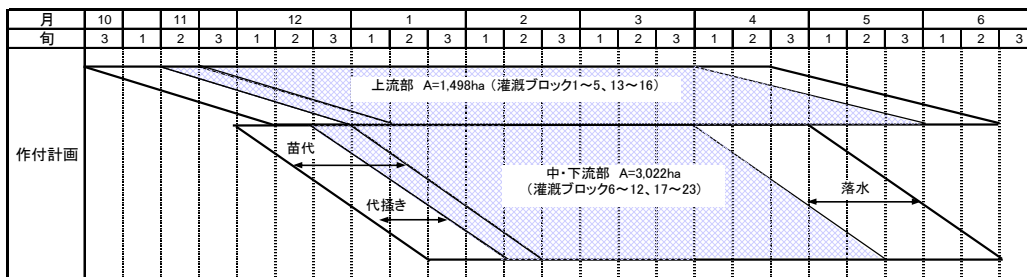 月 10 11 12 1 2 3 4 5 6
旬 3 1 2 3 1 2 3 1 2 3 1 2 3 1 2 3 1 2 3 1 2 3 1 2 3
作付計画
上流部 A=1,498ha (灌漑ブロック1～5、13～16)
苗代
中・下流部 A=3,022ha
(灌漑ブロック6～12、17～23)
落水
代掻き